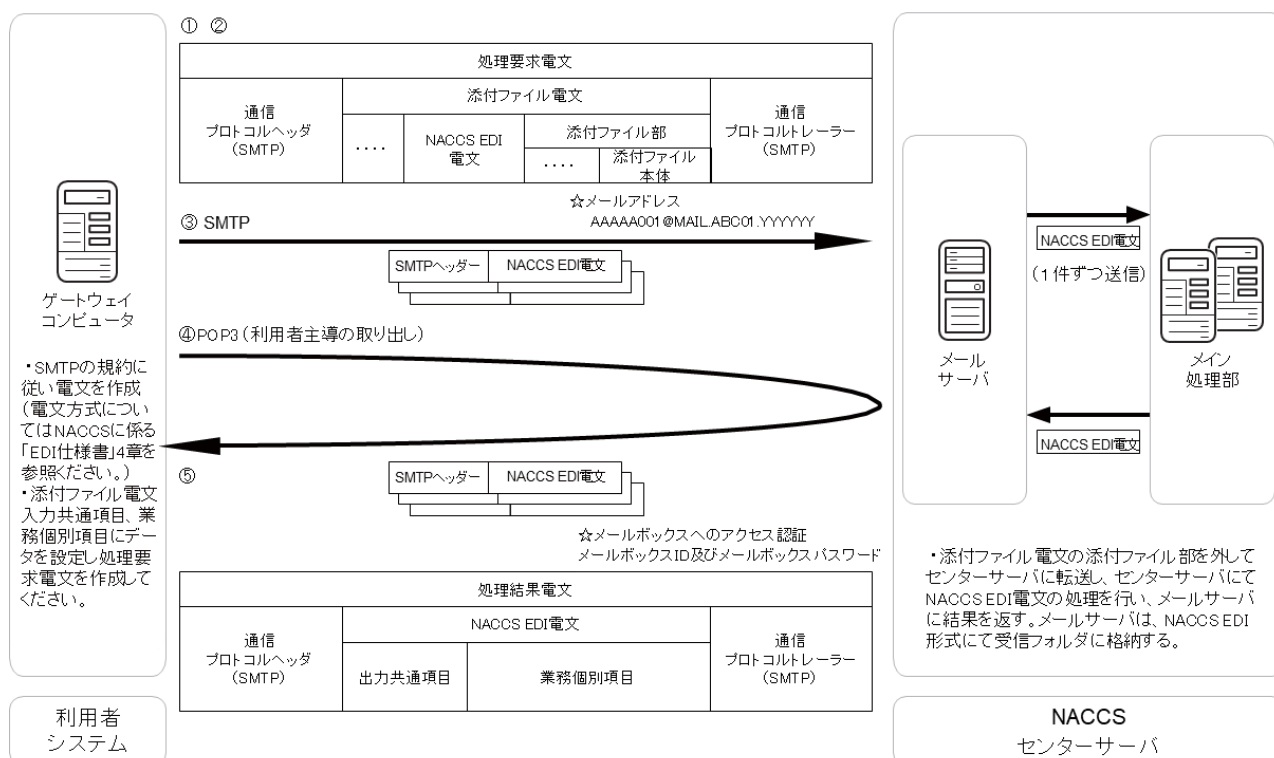 ① ②
処理要求電文
通信
プロトコルヘッダ
(SMTP)
添付ファイル電文
通信
プロトコルトレーラー
(SMTP)
････
NACCS EDI
電文
添付ファイル部
････
添付ファイル
本体
☆メールアドレス
AAAAA001@MAIL.ABC01.YYYYYY
③ SMTP
SMTPヘッダー
NACCS EDI電文
ゲートウェイ
コンピュータ
④POP3(利用者主導の取り出し)
・SMTPの規約に
従い電文を作成
(電文方式につい
てはNACCSに係る
「EDI仕様書」4章を
参照ください。)
・添付ファイル電文
入力共通項目、業
務個別項目にデー
タを設定し処理要
求電文を作成して
ください。
⑤
SMTPヘッダー
NACCS EDI電文
☆メールボックスへのアクセス認証
メールボックスID及びメールボックスパスワード
処理結果電文
通信
プロトコルヘッダ
(SMTP)
NACCS EDI電文
通信
プロトコルトレーラー
(SMTP)
出力共通項目
業務個別項目
利用者
システム
NACCS EDI電文
(1件ずつ送信)
メール
サーバ
メイン
処理部
NACCS EDI電文
・添付ファイル電文の添付ファイル部を外して
センターサーバに転送し、センターサーバにて
NACCS EDI電文の処理を行い、メールサーバ
に結果を返す。メールサーバは、NACCS EDI
形式にて受信フォルダに格納する。
NACCS
センターサーバ